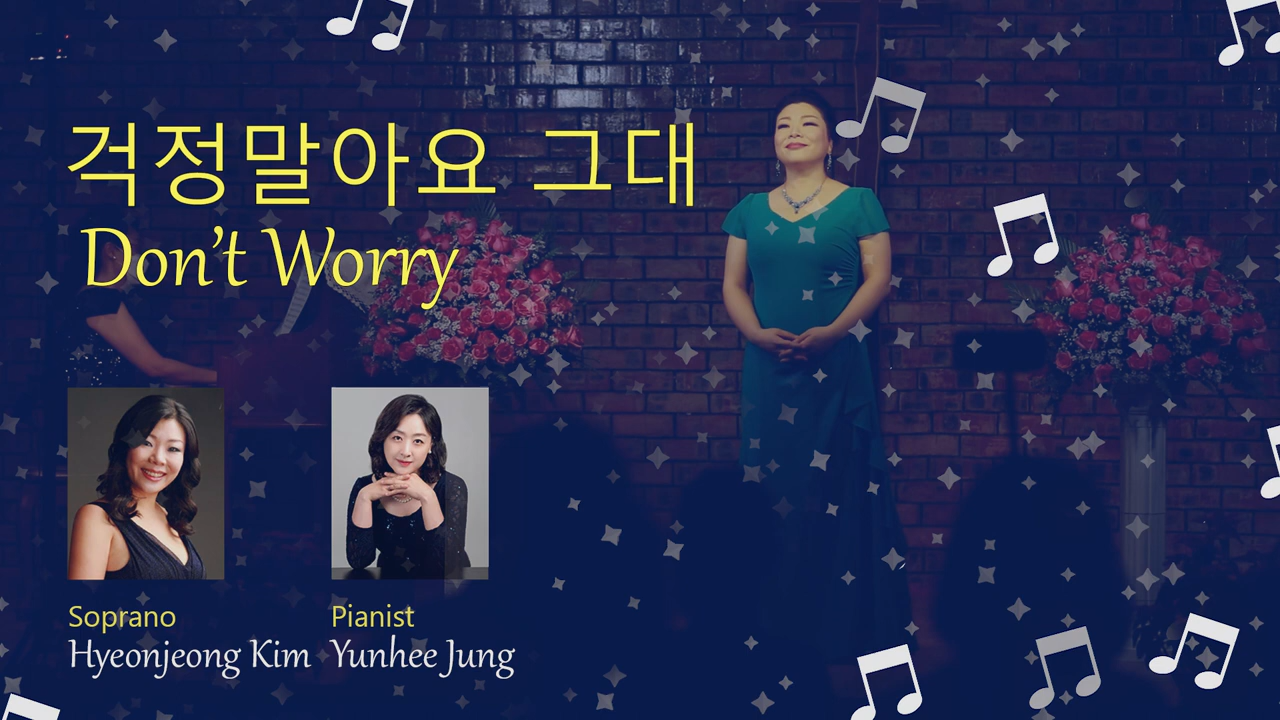 걱정말아요 그대
Don't Worry
Soprano
Hyeonjeong Kim
Pianist
Yunhee Jung